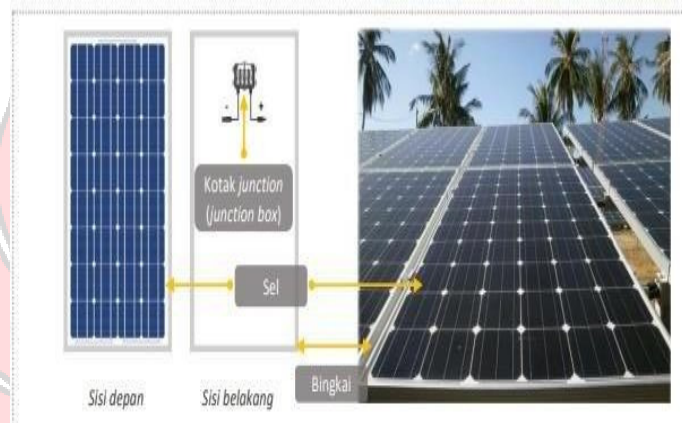 - +
Kotak junction
(junction box)
Sel
Bingkai
Sisi depan
Sisi belakang